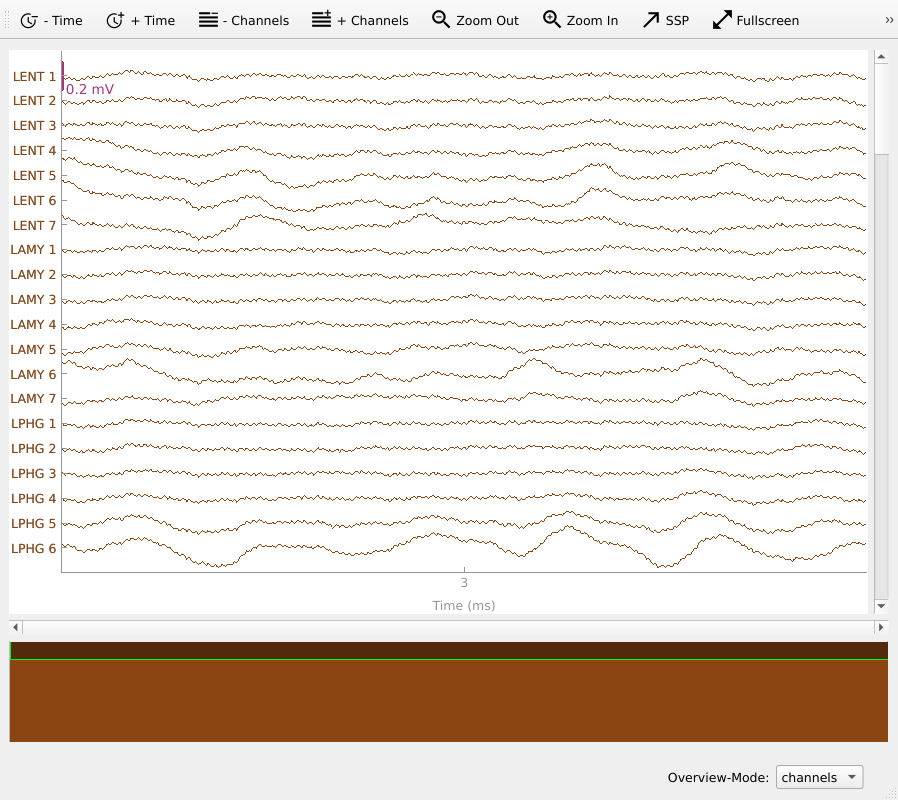 - Time + Time - Channels + Channels Zoom Out Zoom In SSP Fullscreen »
LENT 1
0.2 mV
LENT 2
LENT 3
LENT 4
LENT 5
LENT 6
LENT 7
LAMY 1
LAMY 2
LAMY 3
LAMY 4
LAMY 5
LAMY 6
LAMY 7
LPHG 1
LPHG 2
LPHG 3
LPHG 4
LPHG 5
LPHG 6
3
Time (ms)
Overview-Mode: channels